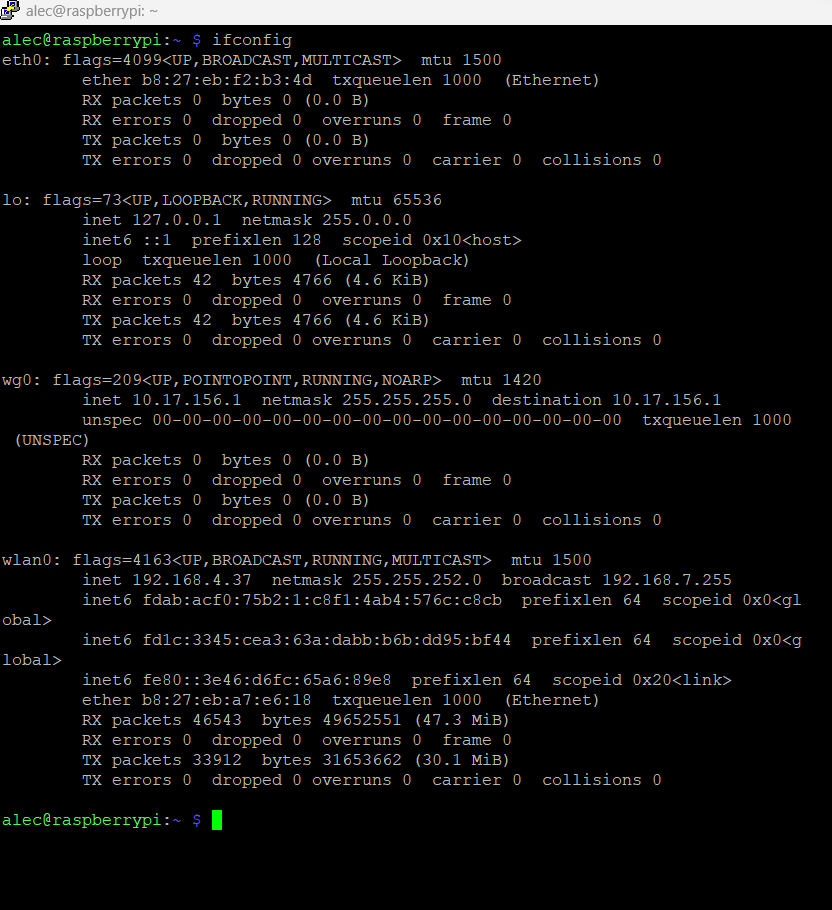 alec@raspberrypi: ~
alec@raspberrypi:~ $ ifconfig
eth0: flags=4099<UP,BROADCAST,MULTICAST>  mtu 1500
        ether b8:27:eb:f2:b3:4d  txqueuelen 1000  (Ethernet)
        RX packets 0  bytes 0 (0.0 B)
        RX errors 0  dropped 0  overruns 0  frame 0
        TX packets 0  bytes 0 (0.0 B)
        TX errors 0  dropped 0 overruns 0  carrier 0  collisions 0

lo: flags=73<UP,LOOPBACK,RUNNING>  mtu 65536
        inet 127.0.0.1  netmask 255.0.0.0
        inet6 ::1  prefixlen 128  scopeid 0x10<host>
        loop  txqueuelen 1000  (Local Loopback)
        RX packets 42  bytes 4766 (4.6 KiB)
        RX errors 0  dropped 0  overruns 0  frame 0
        TX packets 42  bytes 4766 (4.6 KiB)
        TX errors 0  dropped 0 overruns 0  carrier 0  collisions 0

wg0: flags=209<UP,POINTOPOINT,RUNNING,NOARP>  mtu 1420
        inet 10.17.156.1  netmask 255.255.255.0  destination 10.17.156.1
        unspec 00-00-00-00-00-00-00-00-00-00-00-00-00-00-00-00  txqueuelen 1000
 (UNSPEC)
        RX packets 0  bytes 0 (0.0 B)
        RX errors 0  dropped 0  overruns 0  frame 0
        TX packets 0  bytes 0 (0.0 B)
        TX errors 0  dropped 0 overruns 0  carrier 0  collisions 0

wlan0: flags=4163<UP,BROADCAST,RUNNING,MULTICAST>  mtu 1500
        inet 192.168.4.37  netmask 255.255.252.0  broadcast 192.168.7.255
        inet6 fdab:acf0:75b2:1:c8f1:4ab4:576c:c8cb  prefixlen 64  scopeid 0x0<gl
obal>
        inet6 fd1c:3345:cea3:63a:dabb:b6b:dd95:bf44  prefixlen 64  scopeid 0x0<g
lobal>
        inet6 fe80::3e46:d6fc:65a6:89e8  prefixlen 64  scopeid 0x20<link>
        ether b8:27:eb:a7:e6:18  txqueuelen 1000  (Ethernet)
        RX packets 46543  bytes 49652551 (47.3 MiB)
        RX errors 0  dropped 0  overruns 0  frame 0
        TX packets 33912  bytes 31653662 (30.1 MiB)
        TX errors 0  dropped 0 overruns 0  carrier 0  collisions 0

alec@raspberrypi:~ $